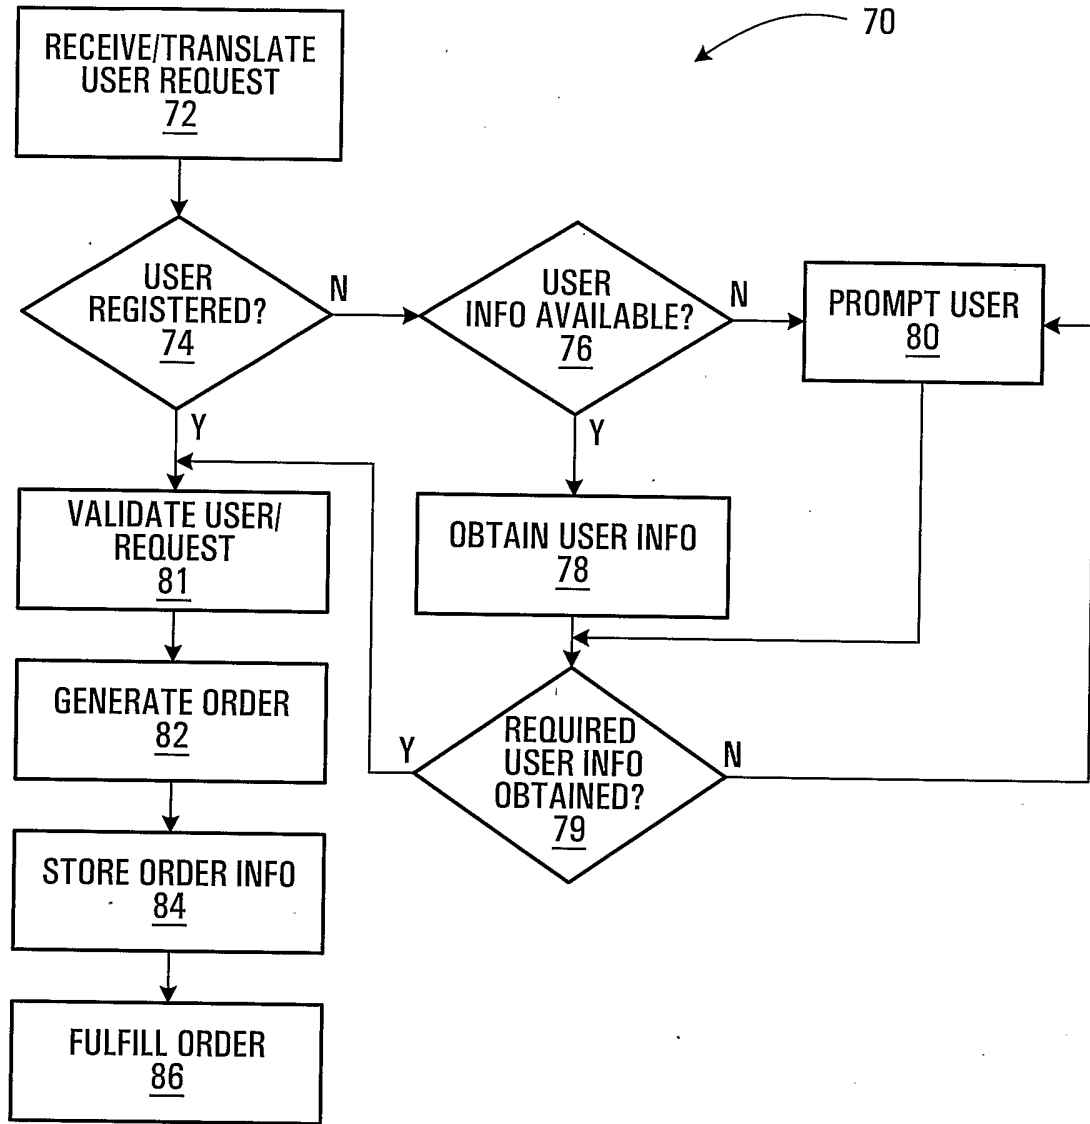 70
RECEIVE/TRANSLATE
USER REQUEST
72
USER
REGISTERED?
74
N
Y
USER
INFO AVAILABLE?
76
N
Y
PROMPT USER
80
VALIDATE USER/
REQUEST
81
OBTAIN USER INFO
78
GENERATE ORDER
82
REQUIRED
USER INFO
OBTAINED?
79
Y
N
STORE ORDER INFO
84
FULFILL ORDER
86